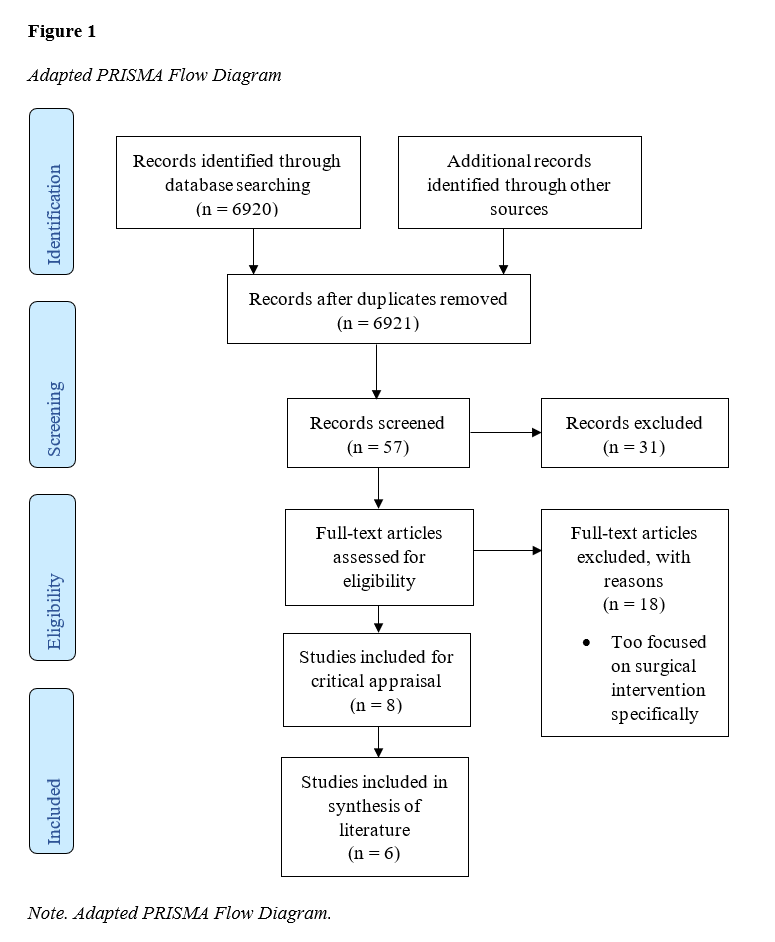 Figure 1
Adapted PRISMA Flow Diagram
Identification
Records identified through
database searching
(n = 6920)
Additional records
identified through other
sources
Records after duplicates removed
(n = 6921)
Screening
Records screened
(n = 57)
Records excluded
(n = 31)
Eligibility
Full-text articles
assessed for
eligibility
Full-text articles
excluded, with
reasons
(n = 18)
• Too focused
on surgical
intervention
specifically
Studies included for
critical appraisal
(n = 8)
Included
Studies included in
synthesis of
literature
(n = 6)
Note. Adapted PRISMA Flow Diagram.